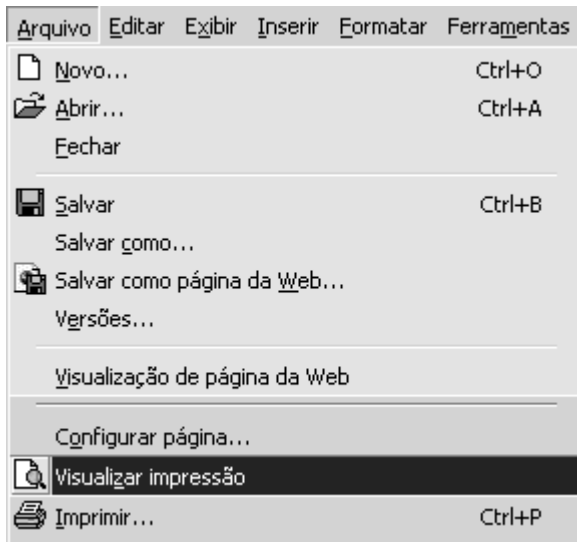 Arquivo Editar Exibir Inserir Formatar Ferramentas
Novo... Ctrl+O
Abrir... Ctrl+A
Fechar
Salvar Ctrl+B
Salvar como...
Salvar como página da Web...
Versões...
Visualização de página da Web
Configurar página...
Visualizar impressão
Imprimir... Ctrl+P